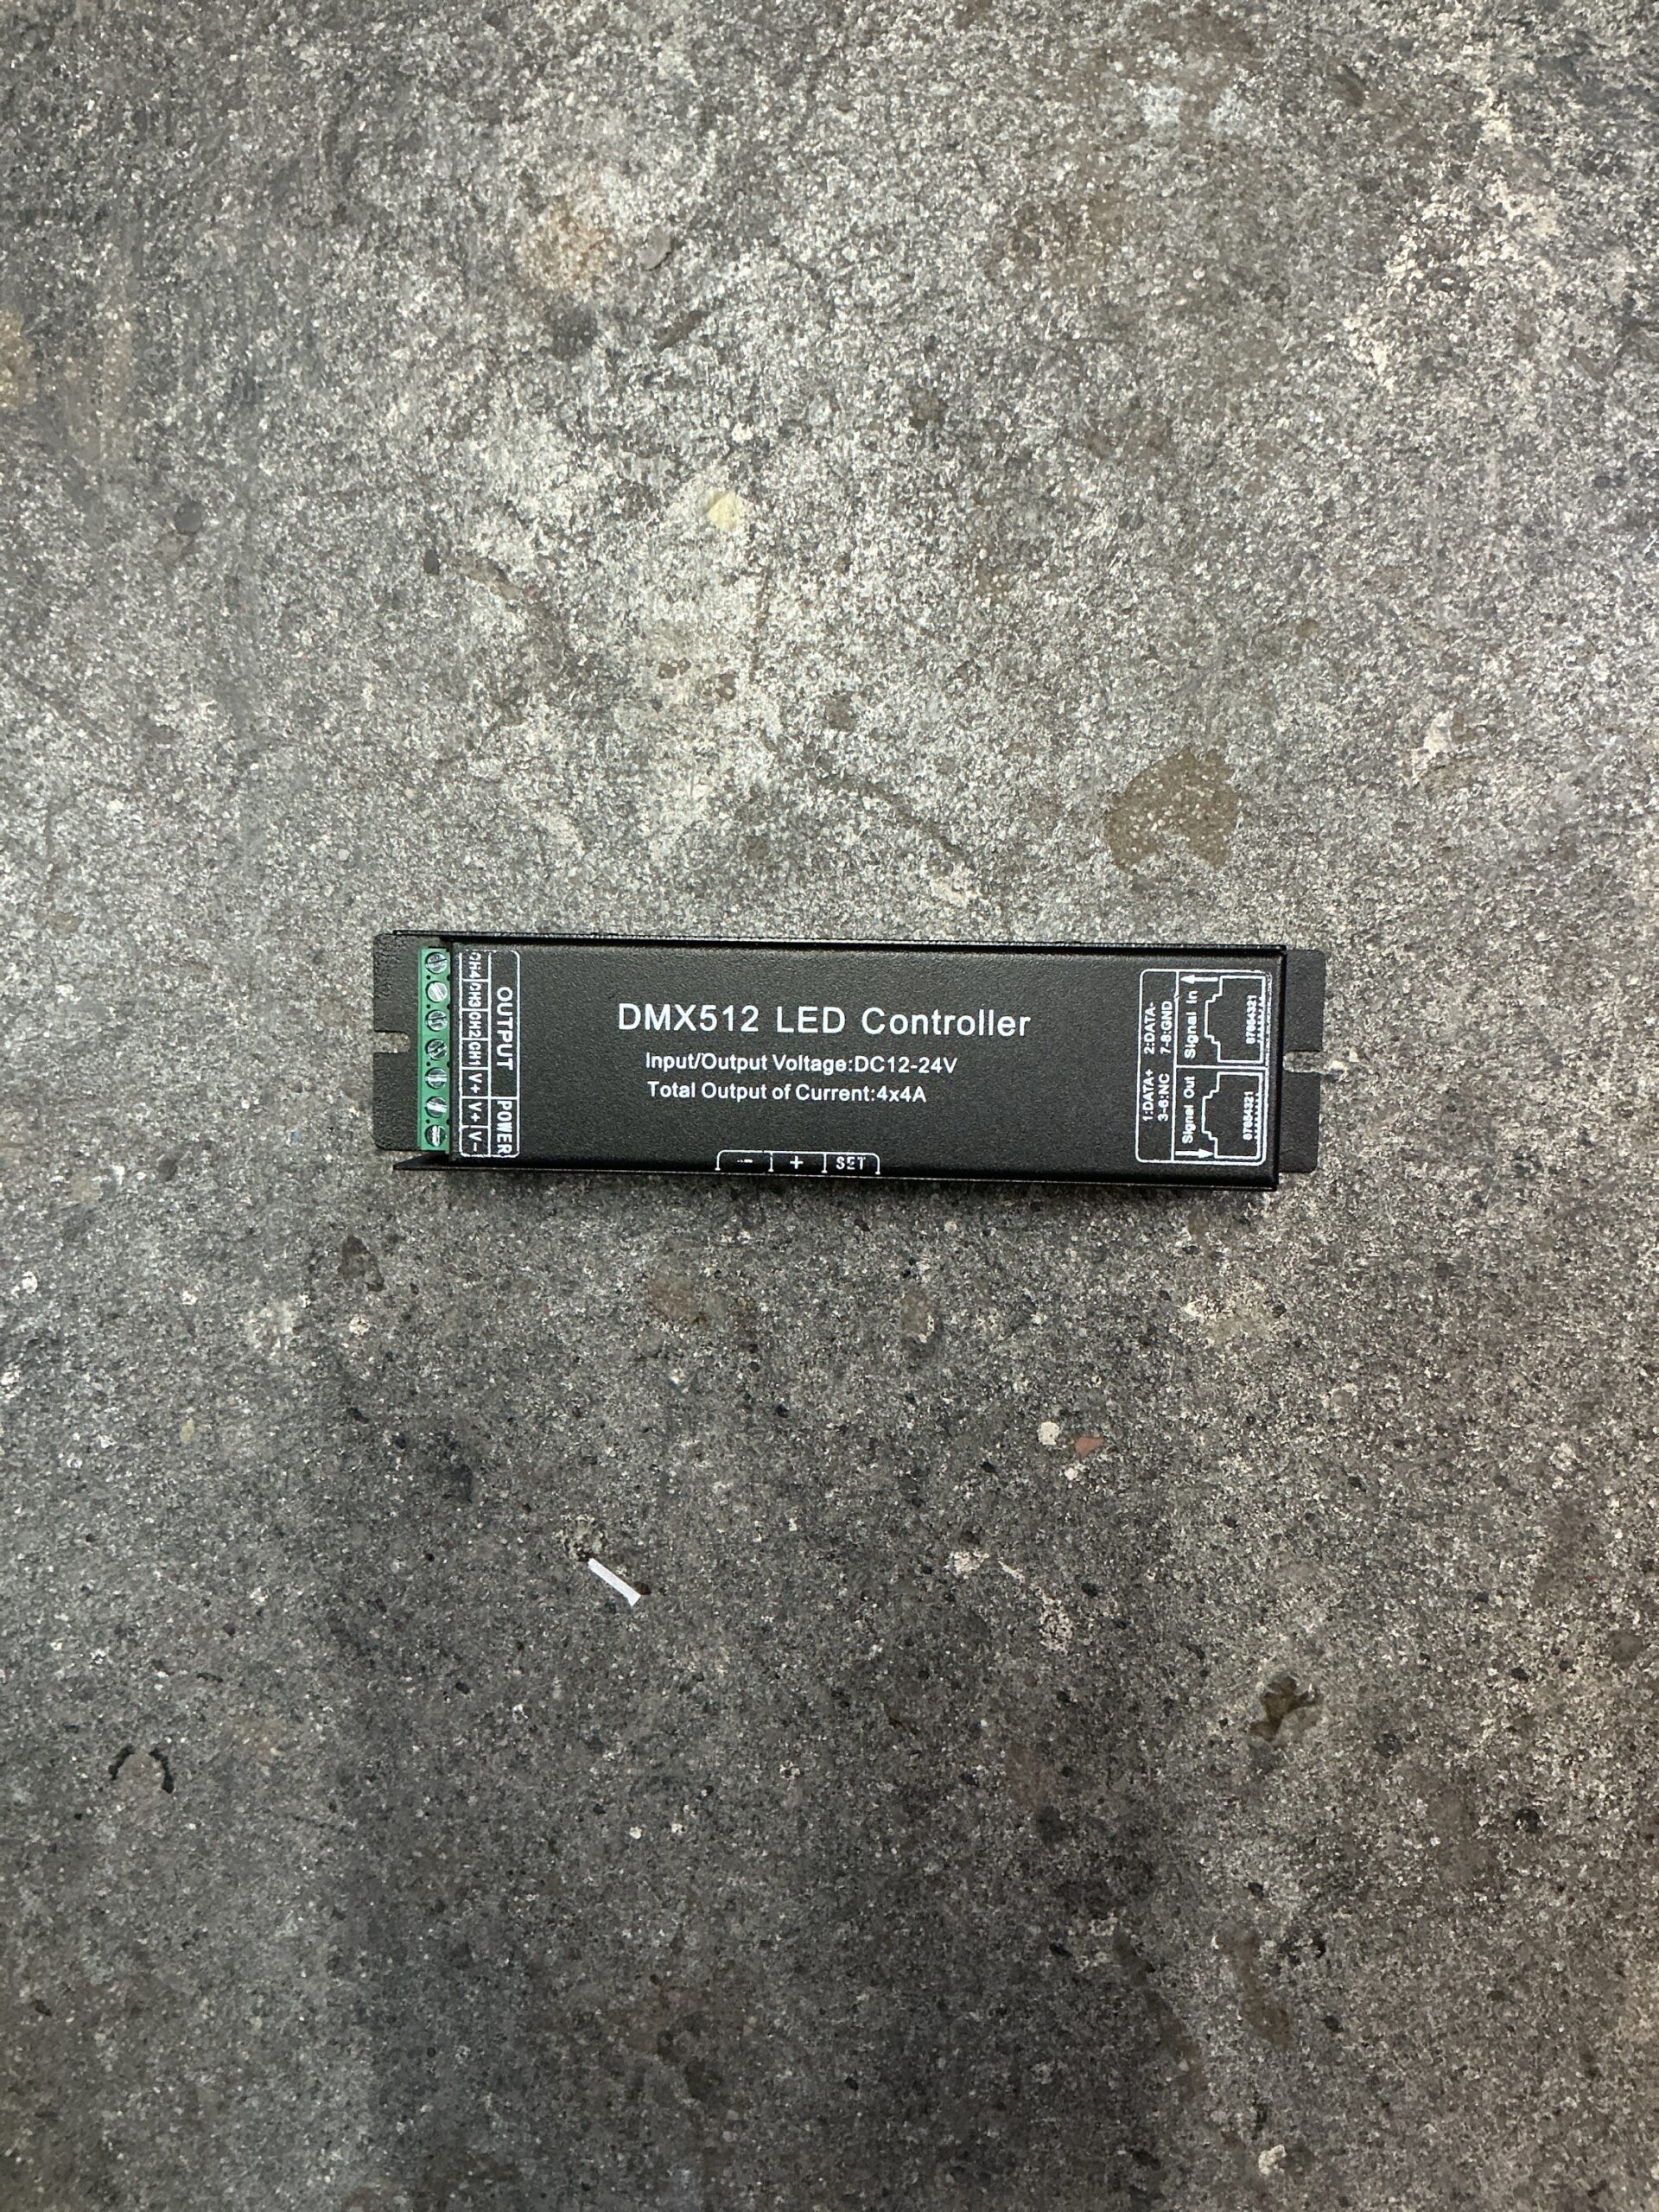 DMX512 LED Controller
Input/Output Voltage:DC12-24V
Total Output of Current:4x4A
OUTPUT
CH4 CH3 CH2 CH1 V+
POWER
V+ V-
- + SET
1:DATA+ 2:DATA-
3-6:NC 7-8:GND
Signal Out Signal In
87654321 87654321